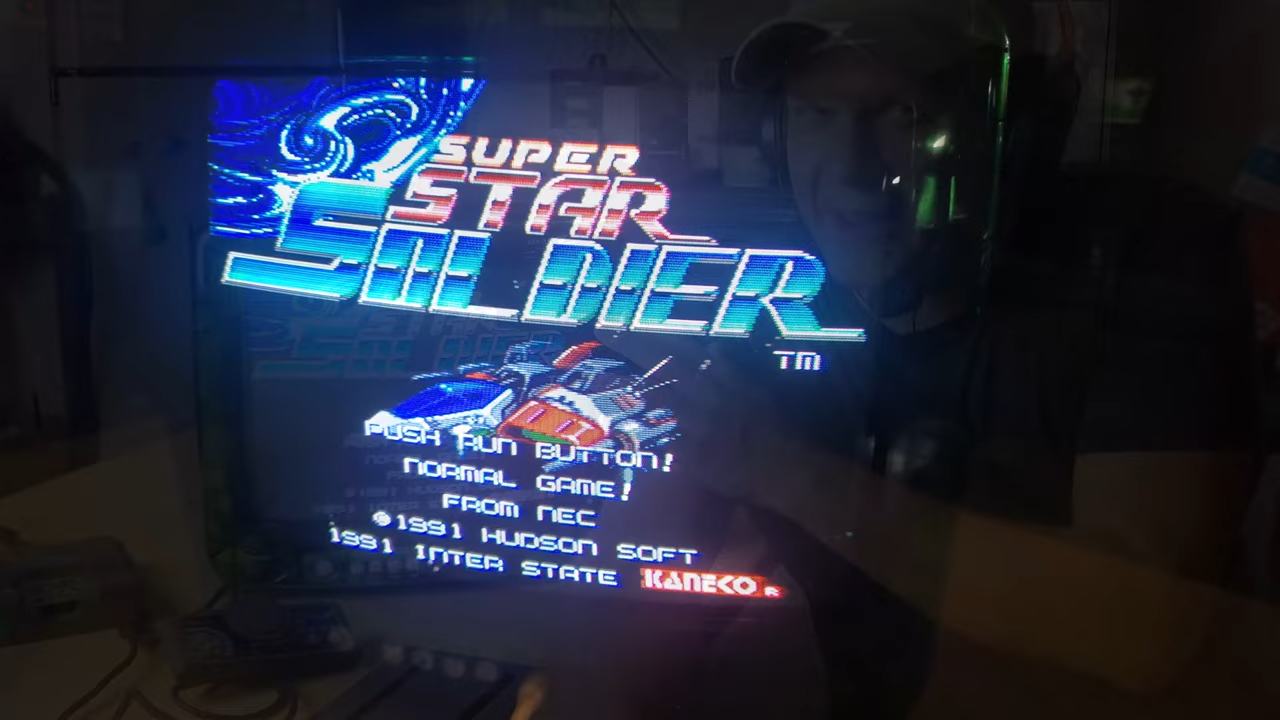 SUPER
STAR
SOLDIER
TM
PUSH RUN BUTTON!
NORMAL GAME!
FROM NEC
©1991 HUDSON SOFT
1991 INTER STATE KANEKO®